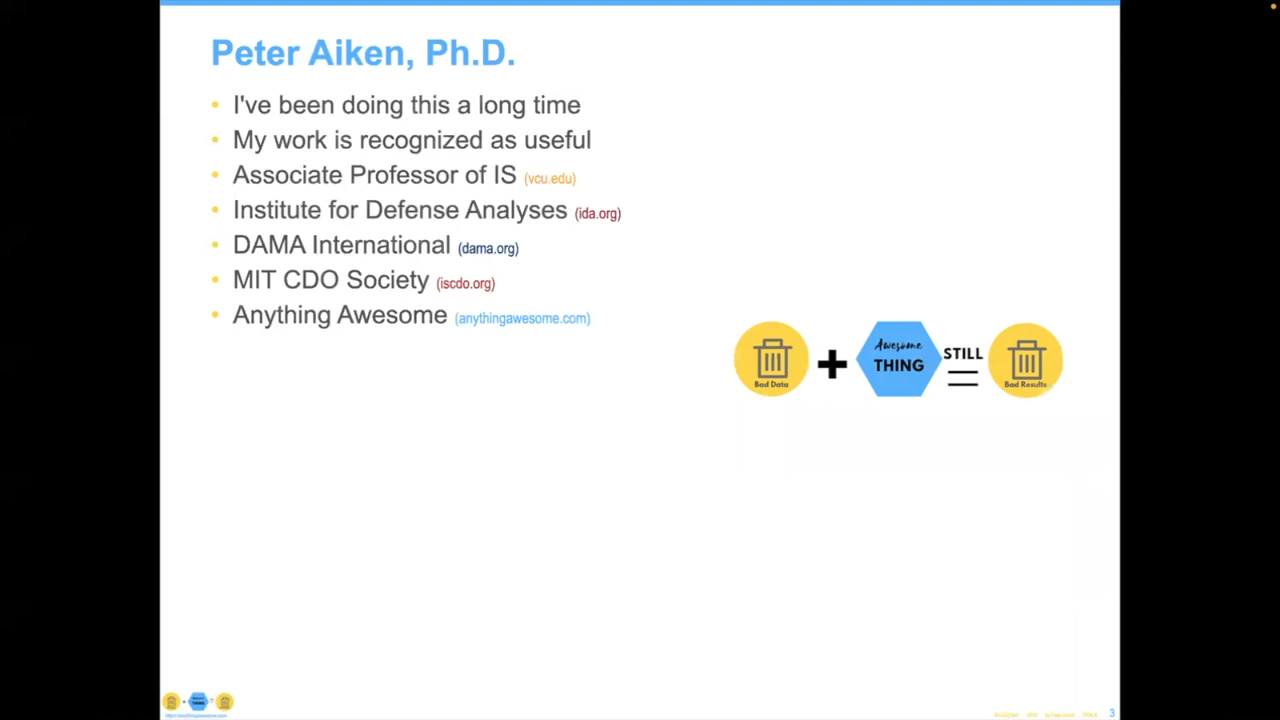 Peter Aiken, Ph.D.
• I've been doing this a long time
• My work is recognized as useful
• Associate Professor of IS (vcu.edu)
• Institute for Defense Analyses (ida.org)
• DAMA International (dama.org)
• MIT CDO Society (iscdo.org)
• Anything Awesome (anythingawesome.com)
Bad Data
+
Awesome
THING
STILL
=
Bad Results
3